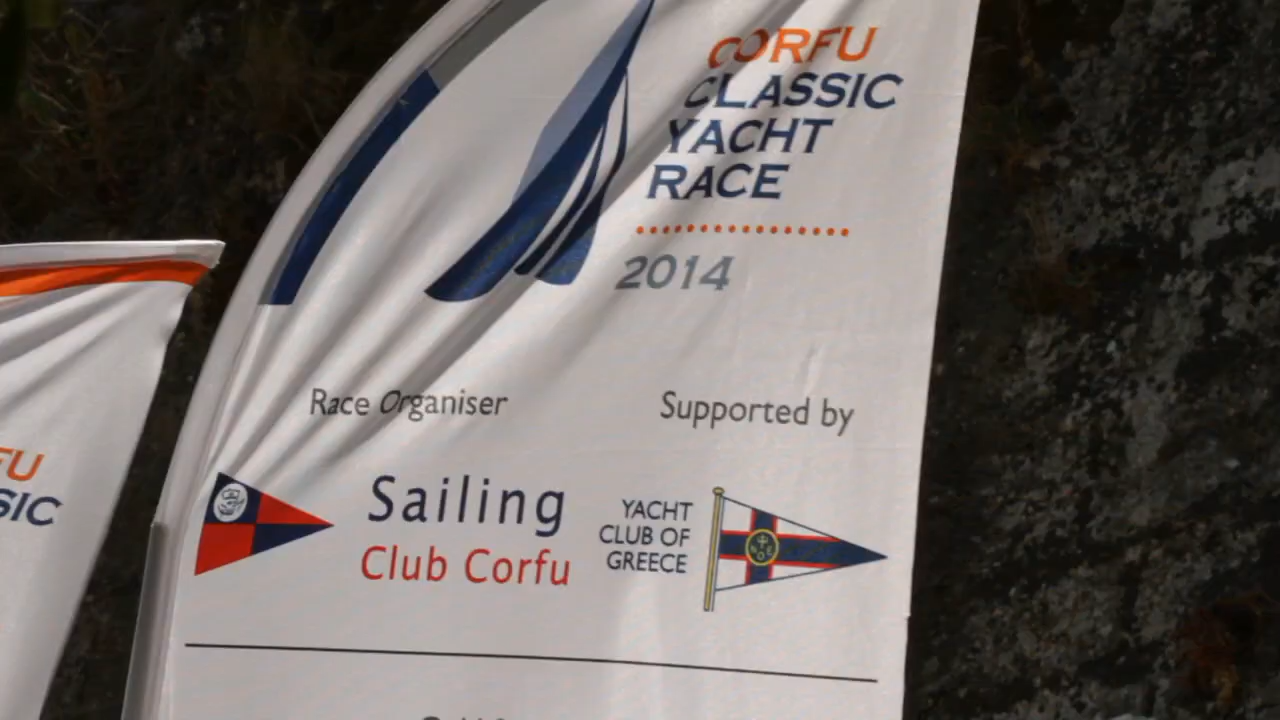 CORFU
CLASSIC
YACHT
RACE
2014
Race Organiser
Supported by
Sailing
Club Corfu
YACHT
CLUB OF
GREECE
FU
SIC